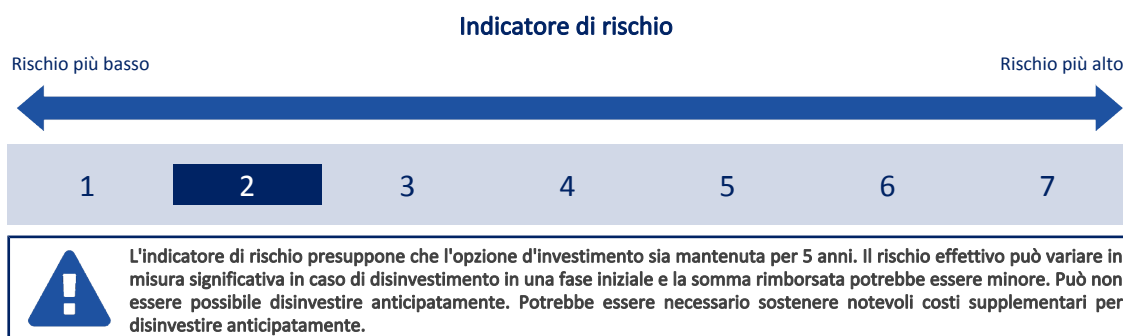 Indicatore di rischio
Rischio più basso
Rischio più alto
1 2 3 4 5 6 7
L'indicatore di rischio presuppone che l'opzione d'investimento sia mantenuta per 5 anni. Il rischio effettivo può variare in
misura significativa in caso di disinvestimento in una fase iniziale e la somma rimborsata potrebbe essere minore. Può non
essere possibile disinvestire anticipatamente. Potrebbe essere necessario sostenere notevoli costi supplementari per
disinvestire anticipatamente.